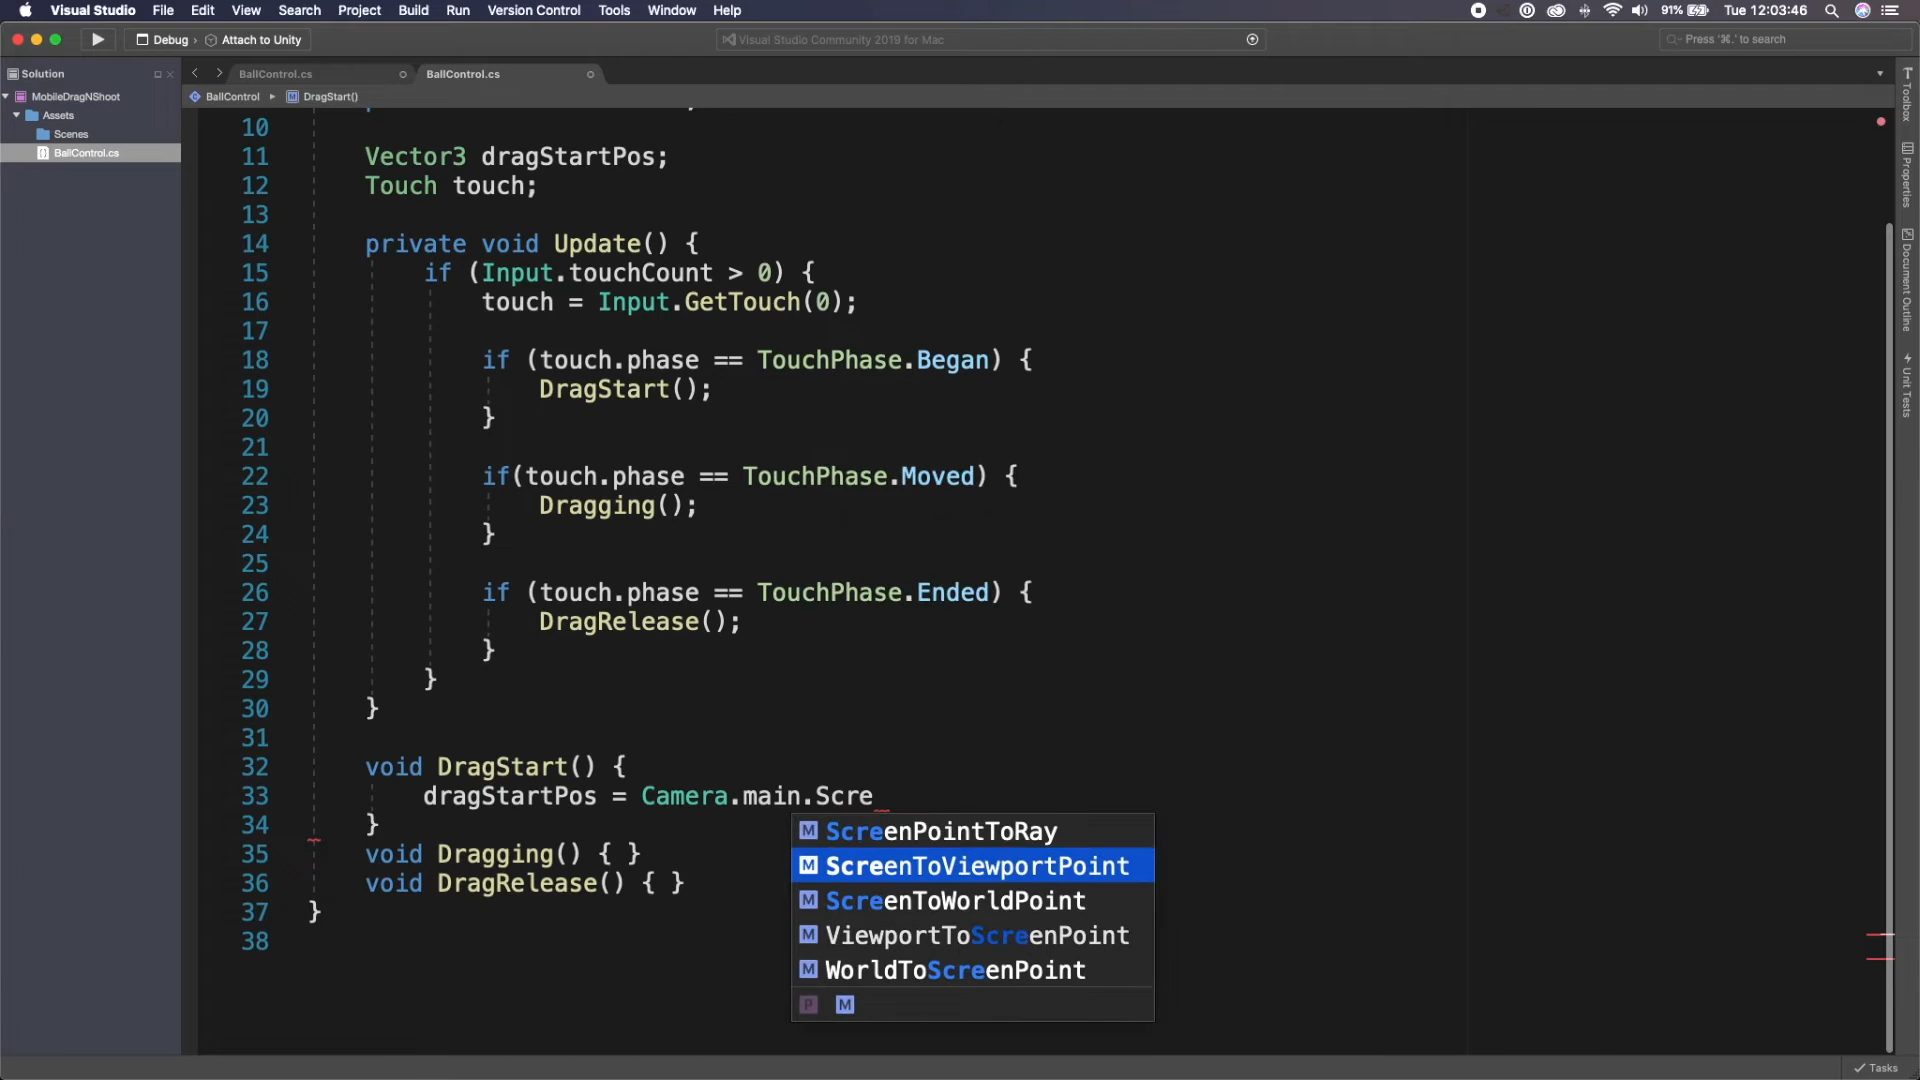 Visual Studio File Edit View Search Project Build Run Version Control Tools Window Help 91% Tue 12:03:46
Debug › Attach to Unity Visual Studio Community 2019 for Mac Press '⌘.' to search
Solution
MobileDragNShoot
Assets
Scenes
BallControl.cs
BallControl.cs BallControl.cs
BallControl ▸ DragStart()
10
11 Vector3 dragStartPos;
12 Touch touch;
13
14 private void Update() {
15 if (Input.touchCount > 0) {
16 touch = Input.GetTouch(0);
17
18 if (touch.phase == TouchPhase.Began) {
19 DragStart();
20 }
21
22 if(touch.phase == TouchPhase.Moved) {
23 Dragging();
24 }
25
26 if (touch.phase == TouchPhase.Ended) {
27 DragRelease();
28 }
29 }
30 }
31
32 void DragStart() {
33 dragStartPos = Camera.main.Scre
34 }
35 void Dragging() { }
36 void DragRelease() { }
37 }
38
M ScreenPointToRay
M ScreenToViewportPoint
M ScreenToWorldPoint
M ViewportToScreenPoint
M WorldToScreenPoint
P M
Toolbox
Properties
Document Outline
Unit Tests
Tasks